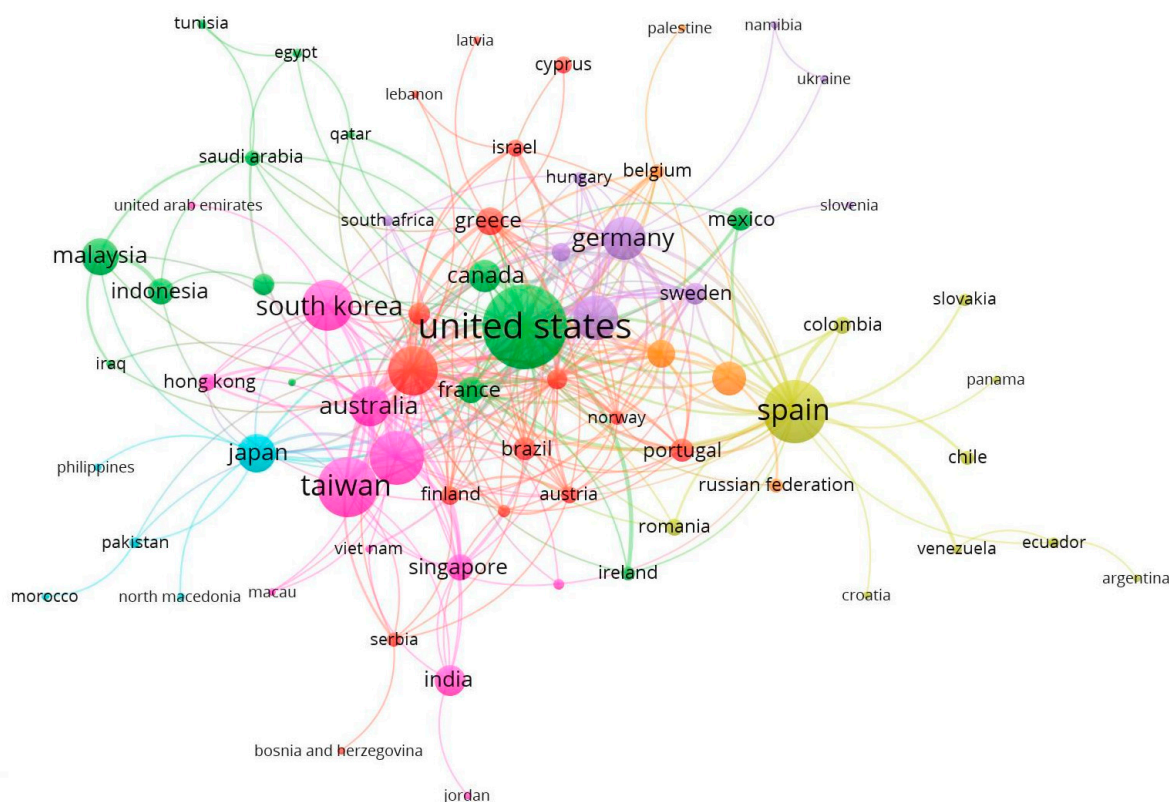 tunisia
namibia
palestine
latvia
egypt
cyprus
ukraine
lebanon
qatar
israel
saudi arabia
belgium
hungary
united arab emirates
slovenia
south africa
greece
mexico
germany
malaysia
canada
indonesia
sweden
slovakia
south korea
united states
colombia
iraq
hong kong
france
panama
australia
spain
norway
brazil
portugal
japan
chile
philippines
taiwan
russian federation
finland
austria
romania
pakistan
viet nam
ecuador
venezuela
singapore
ireland
argentina
morocco
north macedonia
macau
croatia
serbia
india
bosnia and herzegovina
jordan